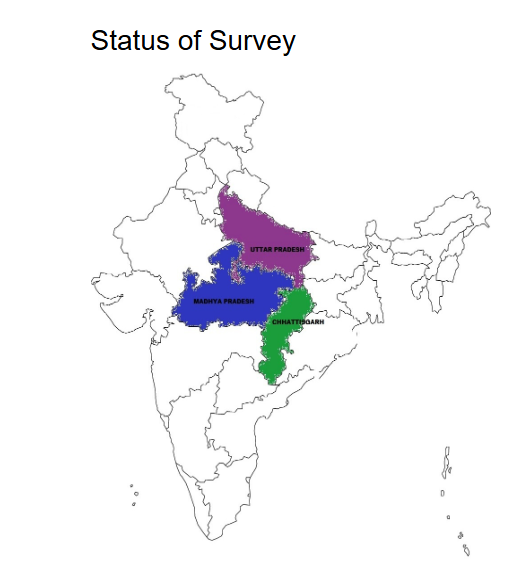 Status of Survey
UTTAR PRADESH
MADHYA PRADESH
CHHATTISGARH